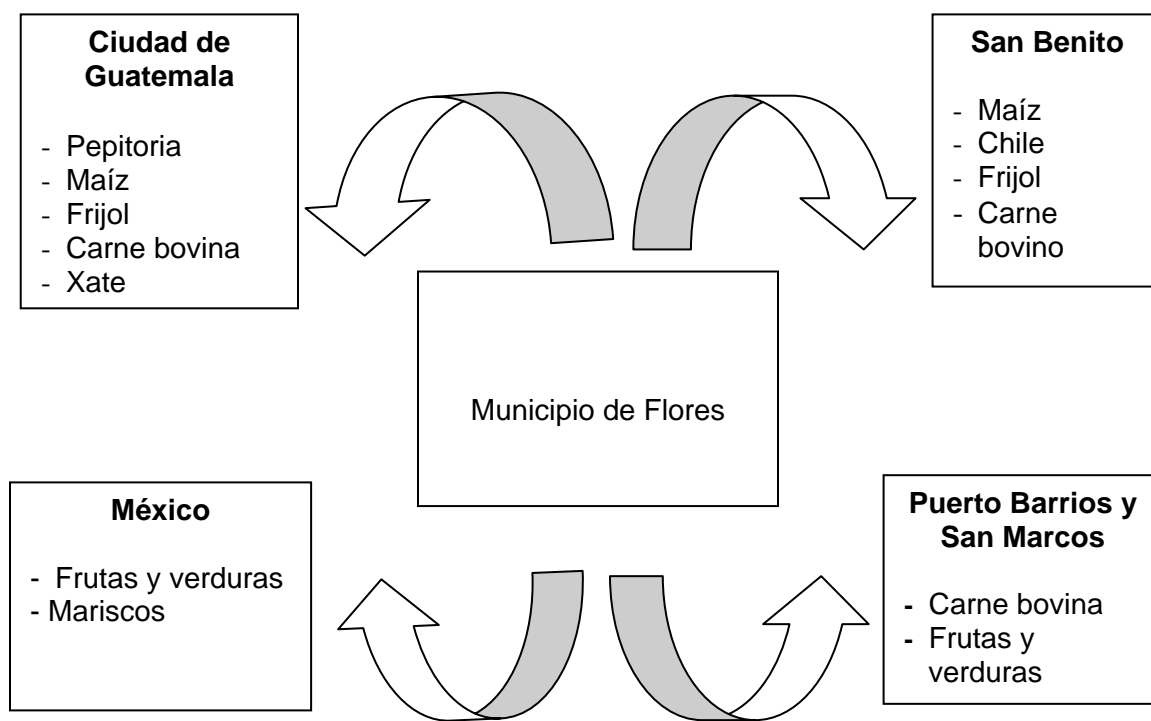 Ciudad de
Guatemala
- Pepitoria
- Maíz
- Frijol
- Carne bovina
- Xate
San Benito
- Maíz
- Chile
- Frijol
- Carne
bovino
Municipio de Flores
México
- Frutas y verduras
- Mariscos
Puerto Barrios y
San Marcos
- Carne bovina
- Frutas y
verduras